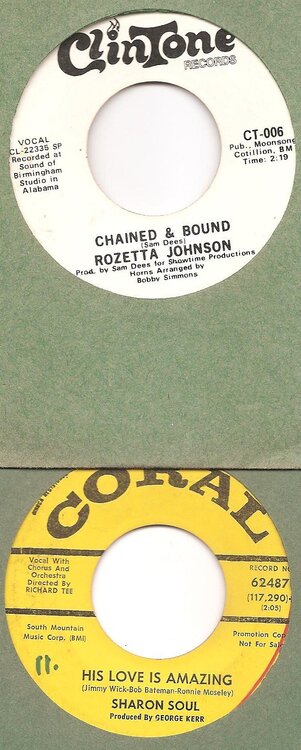 ClinTone
RECORDS
VOCAL
CL-22335 SP
Recorded at
Sound of
Birmingham
Studio in
Alabama
CT-006
Pub., Moonsong
Cotillion, BM
Time: 2:19
CHAINED & BOUND
(Sam Dees)
ROZETTA JOHNSON
Prod. by Sam Dees for Showtime Productions
Horns Arranged by
Bobby Simmons
CORAL
Vocal With
Chorus And
Orchestra
Directed By
RICHARD TEE
RECORD NO
62487
(117,290)
(2:05)
South Mountain
Music Corp. (BMI)
Promotion Cop
Not For Sale
11.
HIS LOVE IS AMAZING
(Jimmy Wick-Bob Bateman-Ronnie Moseley)
SHARON SOUL
Produced By GEORGE KERR